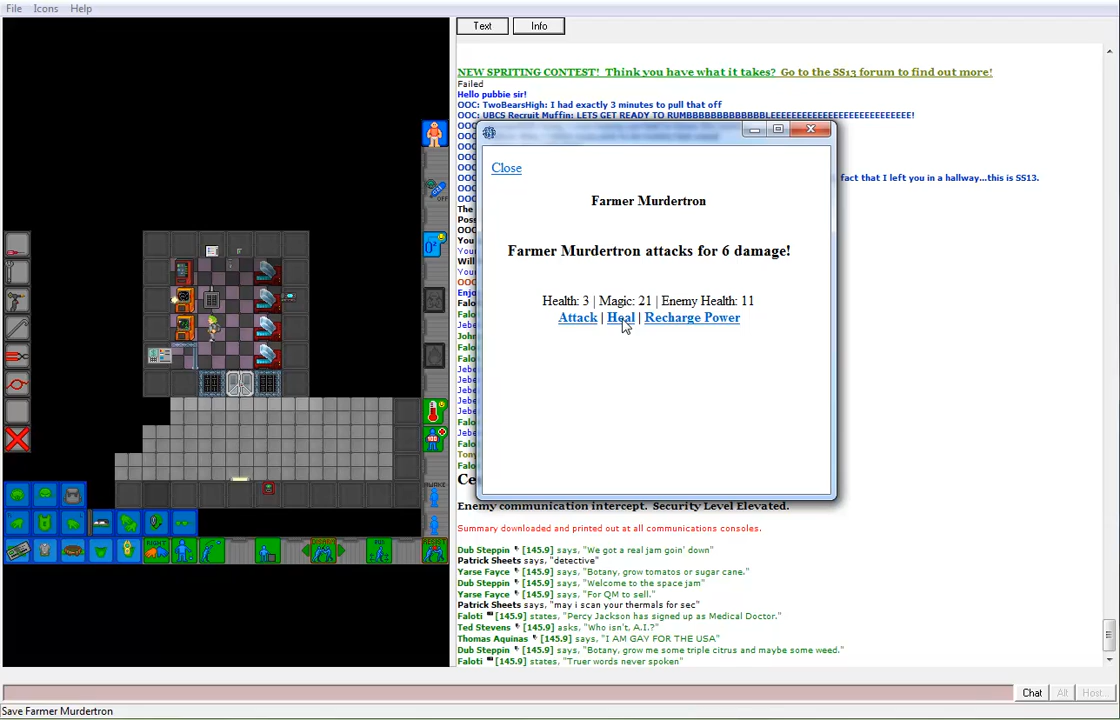 File Icons Help
Text Info
NEW SPRITING CONTEST! Think you have what it takes? Go to the SS13 forum to find out more!
Failed
Hello pubbie sir!
OOC: TwoBearsHigh: I had exactly 3 minutes to pull that off
OOC: UBCS Recruit Muffin: LETS GET READY TO RUMBBBBBBBBBBBLEEEEEEEEEEEEEEEEEEEEEEEEEEEE!
Close
fact that I left you in a hallway...this is SS13.
Farmer Murdertron
Farmer Murdertron attacks for 6 damage!
Health: 3 | Magic: 21 | Enemy Health: 11
Attack | Heal | Recharge Power
Enemy communication intercept. Security Level Elevated.
Summary downloaded and printed out at all communications consoles.
Dub Steppin [145.9] says, "We got a real jam goin' down"
Patrick Sheets says, "detective"
Yarse Fayce [145.9] says, "Botany, grow tomatos or sugar cane."
Dub Steppin [145.9] says, "Welcome to the space jam"
Yarse Fayce [145.9] says, "For QM to sell."
Patrick Sheets says, "may i scan your thermals for sec"
Faloti [145.9] states, "Percy Jackson has signed up as Medical Doctor."
Ted Stevens [145.9] asks, "Who isn't, A.I.?"
Thomas Aquinas [145.9] says, "I AM GAY FOR THE USA"
Dub Steppin [145.9] says, "Botany, grow me some triple citrus and maybe some weed."
Faloti [145.9] states, "Truer words never spoken"
Chat Alt Host...
Save Farmer Murdertron